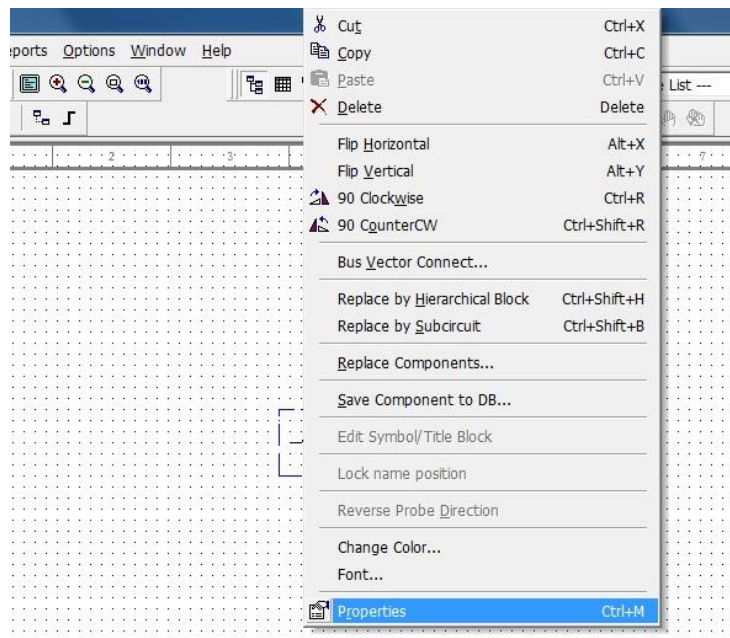 eports Options Window Help
List ---
2 3 7
Cut Ctrl+X
Copy Ctrl+C
Paste Ctrl+V
Delete Delete
Flip Horizontal Alt+X
Flip Vertical Alt+Y
90 Clockwise Ctrl+R
90 CounterCW Ctrl+Shift+R
Bus Vector Connect...
Replace by Hierarchical Block Ctrl+Shift+H
Replace by Subcircuit Ctrl+Shift+B
Replace Components...
Save Component to DB...
Edit Symbol/Title Block
Lock name position
Reverse Probe Direction
Change Color...
Font...
Properties Ctrl+M